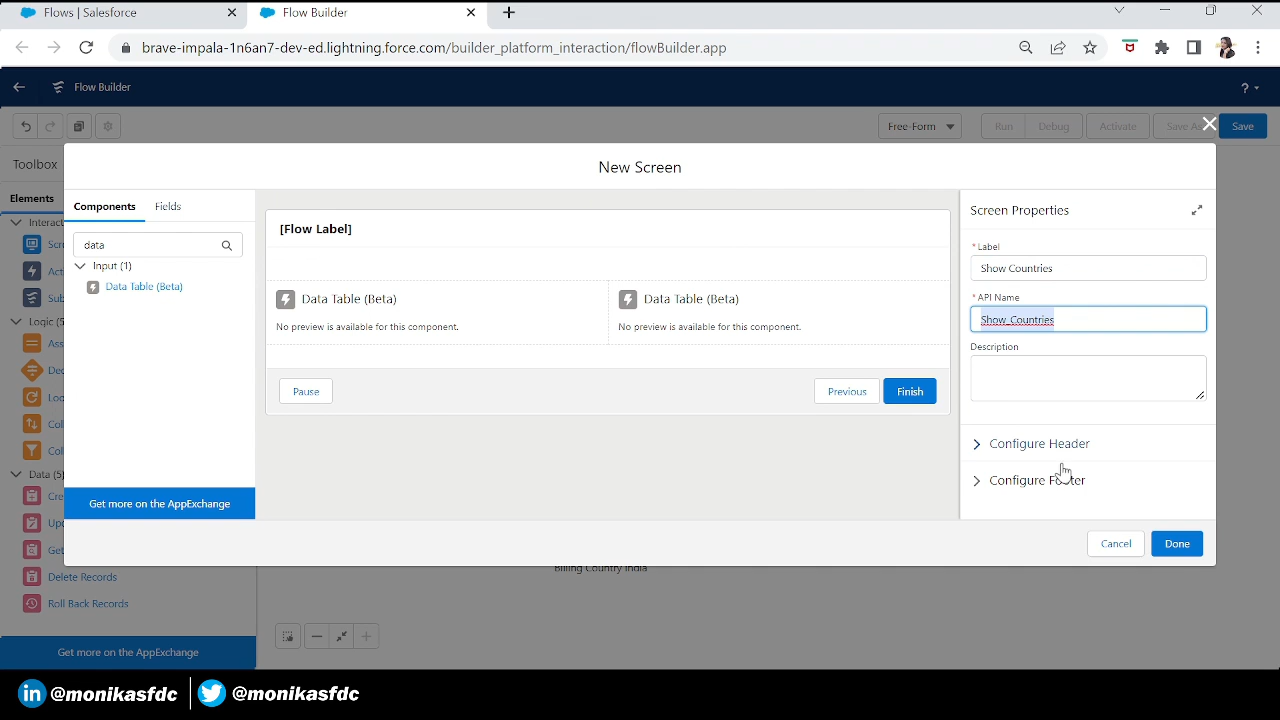 Flows | Salesforce
Flow Builder
brave-impala-1n6an7-dev-ed.lightning.force.com/builder_platform_interaction/flowBuilder.app
Flow Builder
?
Free-Form
Run
Debug
Activate
Save As
Save
Toolbox
Elements
Interac
Scr
Act
Sub
Logic (5
Ass
Dec
Loo
Col
Col
Data (5)
Cre
Upd
Get
Delete Records
Roll Back Records
Get more on the AppExchange
New Screen
Components
Fields
data
Input (1)
Data Table (Beta)
Get more on the AppExchange
[Flow Label]
Data Table (Beta)
No preview is available for this component.
Data Table (Beta)
No preview is available for this component.
Pause
Previous
Finish
Screen Properties
* Label
Show Countries
* API Name
Show_Countries
Description
Configure Header
Configure Footer
Cancel
Done
Billing Country India
in @monikasfdc
@monikasfdc